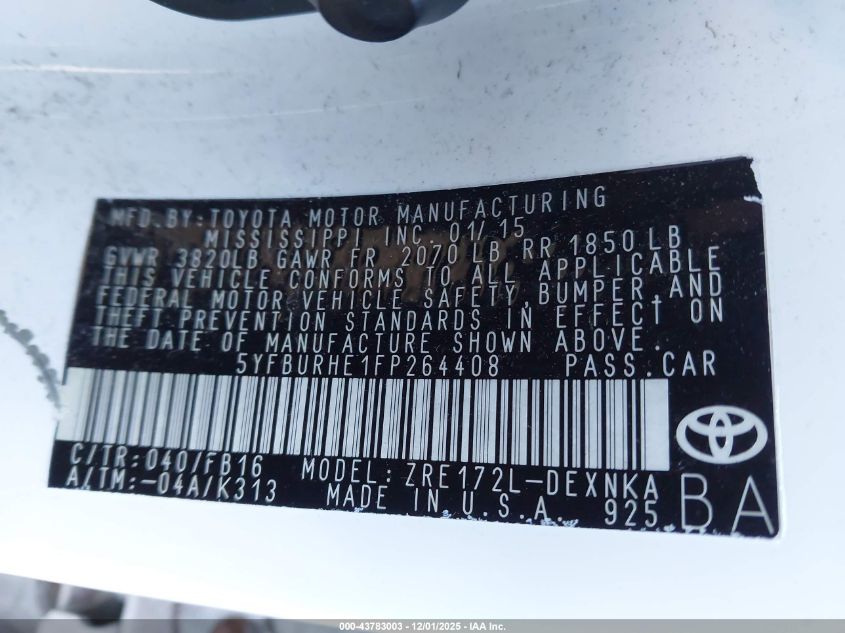 MFD. BY: TOYOTA MOTOR MANUFACTURING
MISSISSIPPI INC. 01/15
GVWR 3820LB GAWR FR 2070 LB RR 1850 LB
THIS VEHICLE CONFORMS TO ALL APPLICABLE
FEDERAL MOTOR VEHICLE SAFETY, BUMPER, AND
THEFT PREVENTION STANDARDS IN EFFECT ON
THE DATE OF MANUFACTURE SHOWN ABOVE.
5YFBURHE1FP264408 PASS. CAR
C/TR: 040/FB16 MODEL: ZRE172L-DEXNKA
A/TM: -04A/K313 MADE IN U.S.A. 925 BA
000-43783003 - 12/01/2025 - IAA Inc.